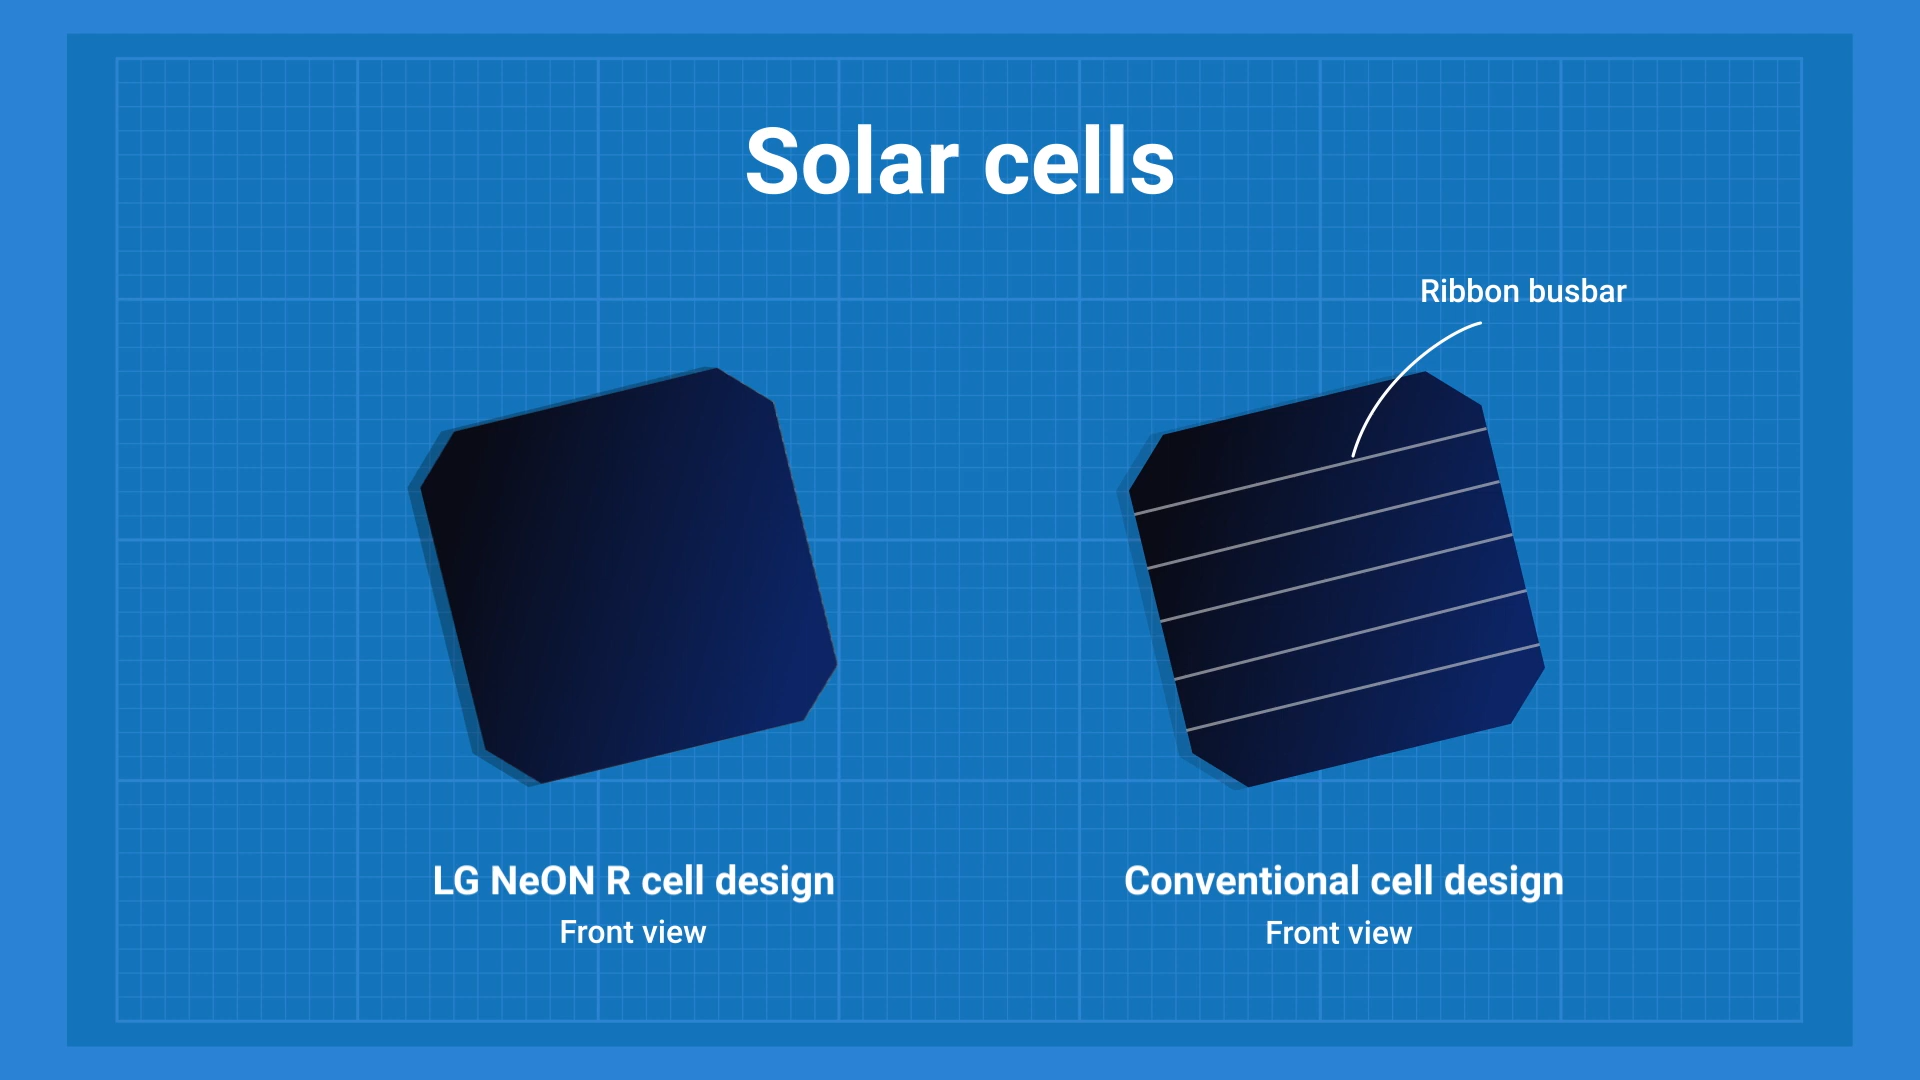 Solar cells
Ribbon busbar
LG NeON R cell design
Front view
Conventional cell design
Front view